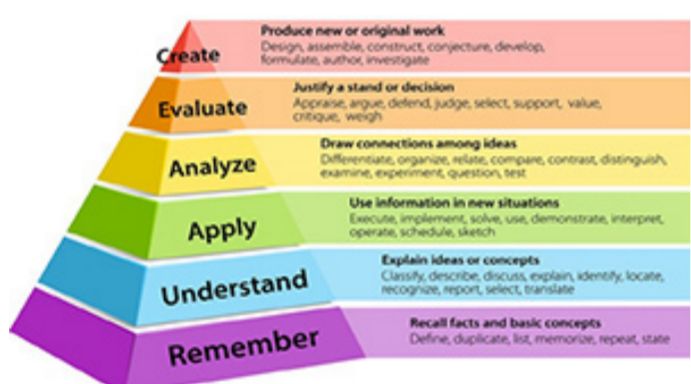 Create
Produce new or original work
Design, assemble, construct, conjecture, develop,
formulate, author, investigate
Evaluate
Justify a stand or decision
Appraise, argue, defend, judge, select, support, value,
critique, weigh
Analyze
Draw connections among ideas
Differentiate, organize, relate, compare, contrast, distinguish,
examine, experiment, question, test
Apply
Use information in new situations
Execute, implement, solve, use, demonstrate, interpret,
operate, schedule, sketch
Understand
Explain ideas or concepts
Classify, describe, discuss, explain, identify, locate,
recognize, report, select, translate
Remember
Recall facts and basic concepts
Define, duplicate, list, memorize, repeat, state